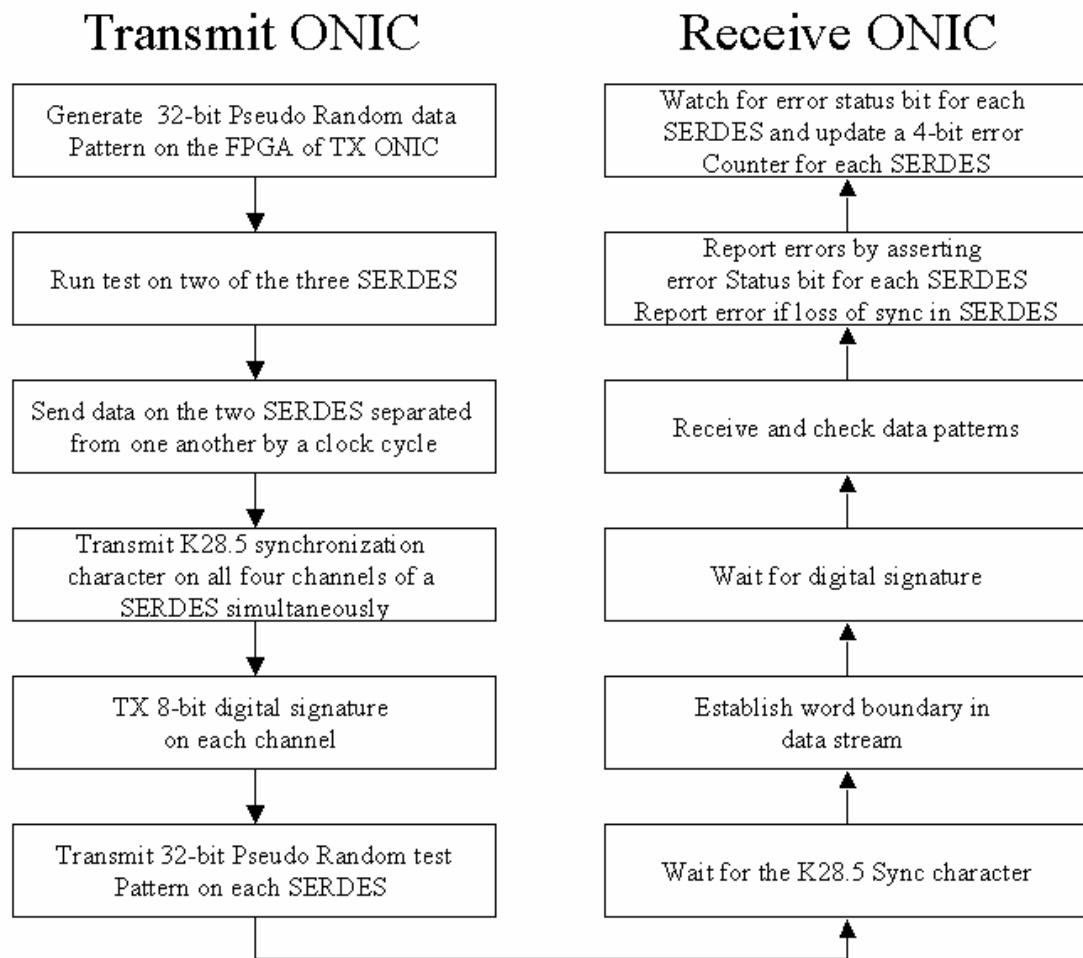 Transmit ONIC
Generate 32-bit Pseudo Random data
Pattern on the FPGA of TX ONIC
Run test on two of the three SERDES
Send data on the two SERDES separated
from one another by a clock cycle
Transmit K28.5 synchronization
character on all four channels of a
SERDES simultaneously
TX 8-bit digital signature
on each channel
Transmit 32-bit Pseudo Random test
Pattern on each SERDES
Receive ONIC
Watch for error status bit for each
SERDES and update a 4-bit error
Counter for each SERDES
Report errors by asserting
error Status bit for each SERDES
Report error if loss of sync in SERDES
Receive and check data patterns
Wait for digital signature
Establish word boundary in
data stream
Wait for the K28.5 Sync character